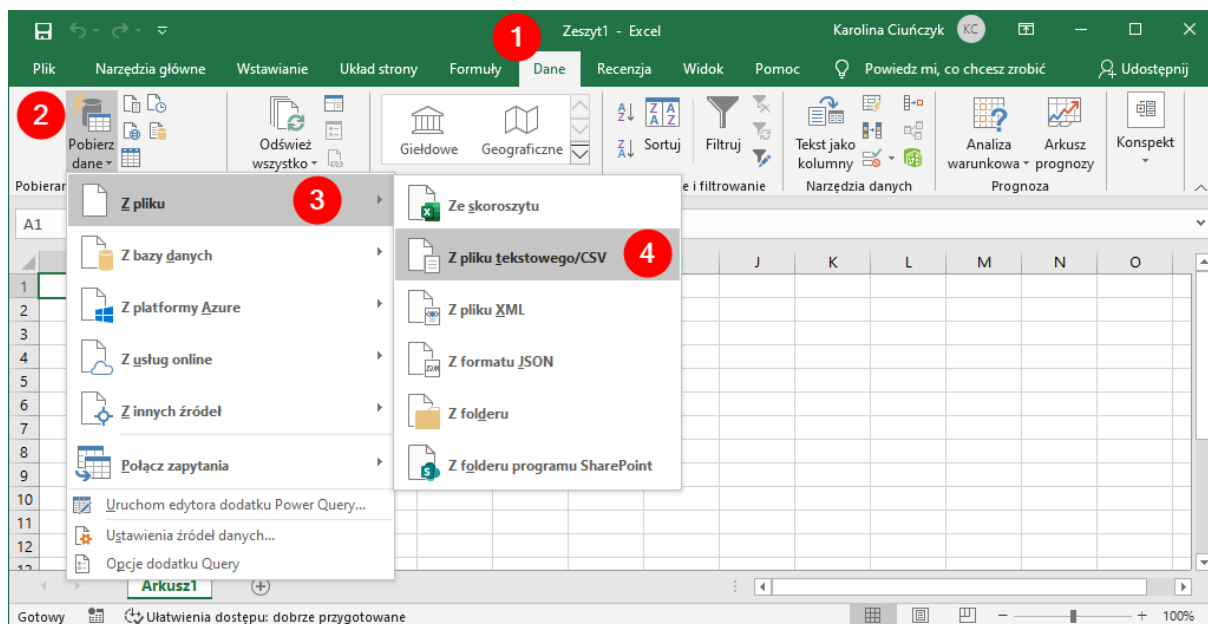 Zeszyt1 - Excel
Karolina Ciuńczyk
KC
1
Plik Narzędzia główne Wstawianie Układ strony Formuły Dane Recenzja Widok Pomoc Powiedz mi, co chcesz zrobić Udostępnij
2
Pobierz
dane
Odśwież
wszystko
Giełdowe
Geograficzne
Sortuj
Filtruj
Tekst jako
kolumny
Analiza
warunkowa
Arkusz
prognozy
Konspekt
Pobieran
e i filtrowanie
Narzędzia danych
Prognoza
A1
Z pliku
3
Z bazy danych
Z platformy Azure
Z usług online
Z innych źródeł
Połącz zapytania
Uruchom edytora dodatku Power Query...
Ustawienia źródeł danych...
Opcje dodatku Query
Ze skoroszytu
Z pliku tekstowego/CSV
4
Z pliku XML
Z formatu JSON
Z folderu
Z folderu programu SharePoint
J K L M N O
1
2
3
4
5
6
7
8
9
10
11
12
Arkusz1
Gotowy
Ułatwienia dostępu: dobrze przygotowane
100%